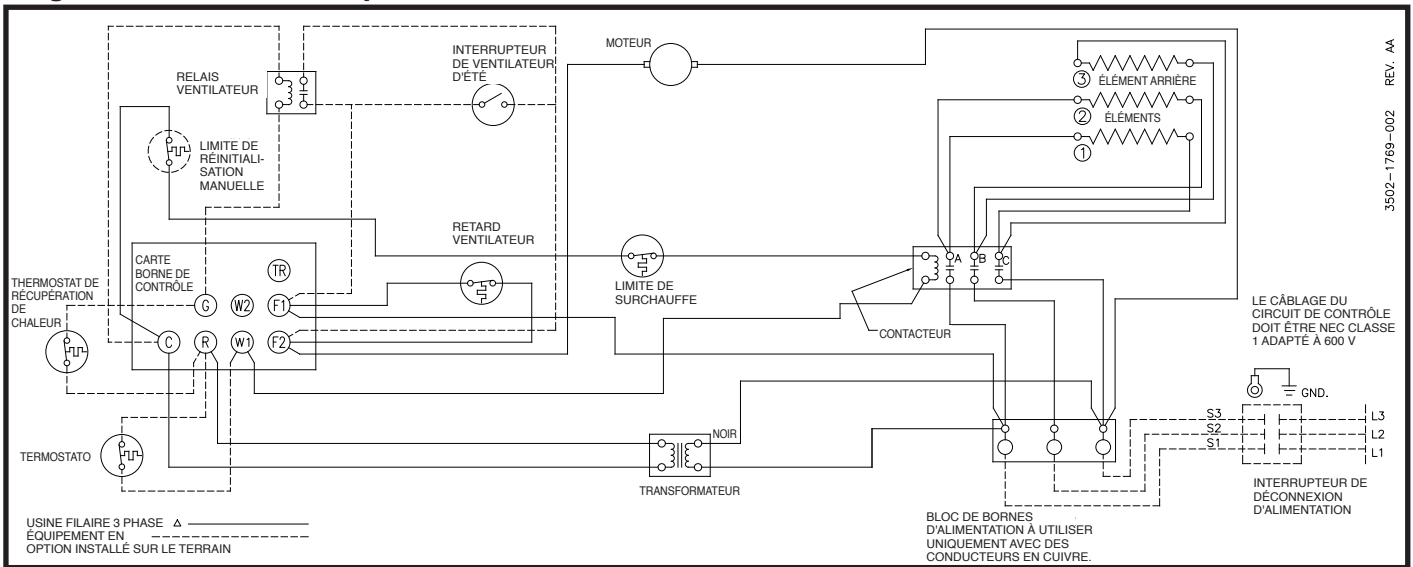 MOTEUR
INTERRUPTEUR
DE VENTILATEUR
D'ÉTÉ
RELAIS
VENTILATEUR
3 ÉLÉMENT ARRIÈRE
2 ÉLÉMENTS
1
3502-1769-002 REV. AA
LIMITE DE
RÉINITIALI-
SATION
MANUELLE
RETARD
VENTILATEUR
LIMITE DE
SURCHAUFFE
A B C
CONTACTEUR
CARTE
BORNE DE
CONTRÔLE
TR
G W2 F1
C R W1 F2
THERMOSTAT DE
RÉCUPÉRATION
DE
CHALEUR
LE CÂBLAGE DU
CIRCUIT DE CONTRÔLE
DOIT ÊTRE NEC CLASSE
1 ADAPTÉ À 600 V
GND.
S3 L3
S2 L2
S1 L1
INTERRUPTEUR DE
DÉCONNEXION
D'ALIMENTATION
NOIR
TERMOSTATO
TRANSFORMATEUR
BLOC DE BORNES
D'ALIMENTATION À UTILISER
UNIQUEMENT AVEC DES
CONDUCTEURS EN CUIVRE.
USINE FILAIRE 3 PHASE Δ
ÉQUIPEMENT EN
OPTION INSTALLÉ SUR LE TERRAIN